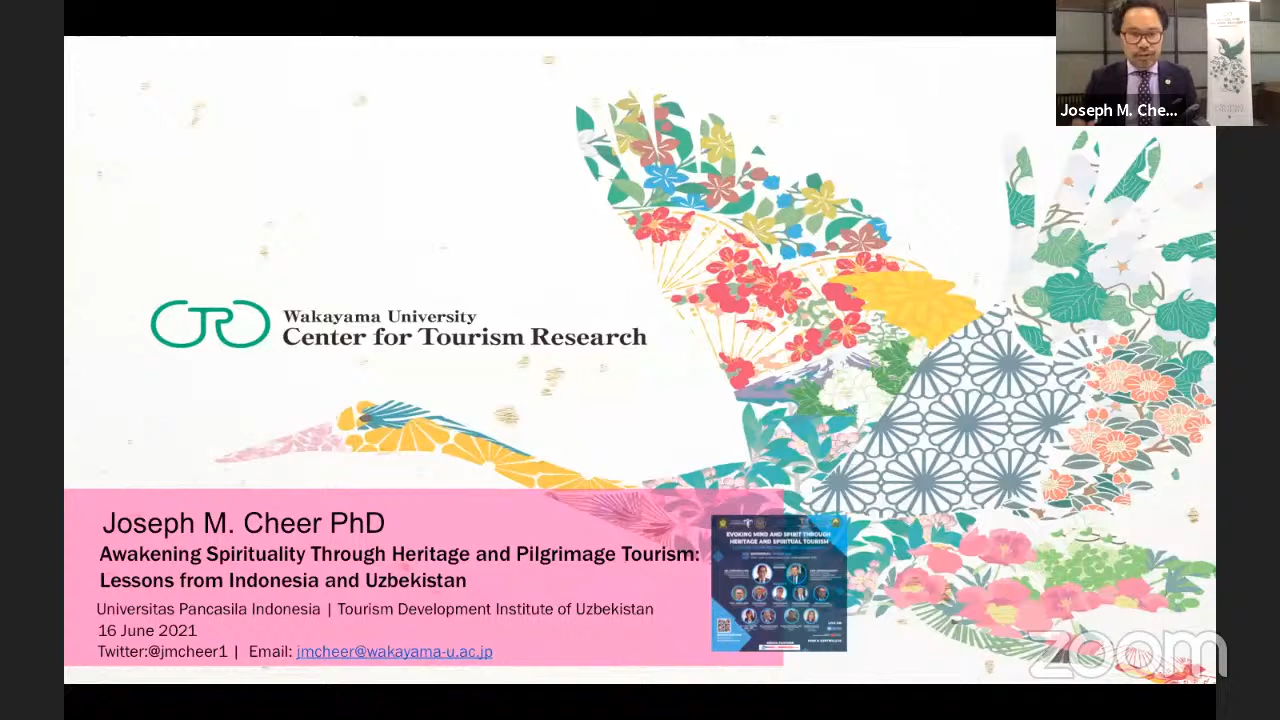 Joseph M. Che...
Wakayama University
Center for Tourism Research
Joseph M. Cheer PhD
Awakening Spirituality Through Heritage and Pilgrimage Tourism:
Lessons from Indonesia and Uzbekistan
Universitas Pancasila Indonesia | Tourism Development Institute of Uzbekistan
16 June 2021
Twitter:@jmcheer1 | Email: jmcheer@wakayama-u.ac.jp
EVOKING MIND AND SPIRIT THROUGH
HERITAGE AND SPIRITUAL TOURISM
zoom